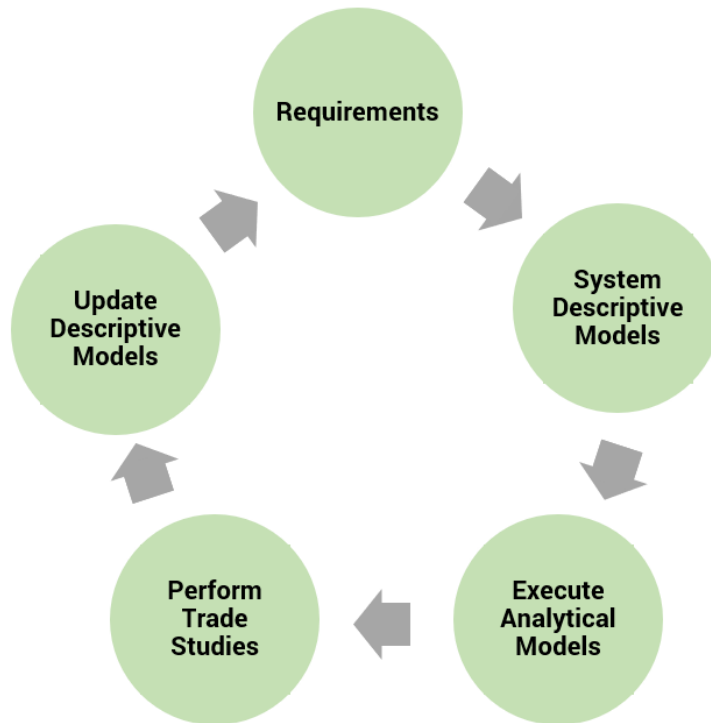 Requirements
System
Descriptive
Models
Execute
Analytical
Models
Perform
Trade
Studies
Update
Descriptive
Models